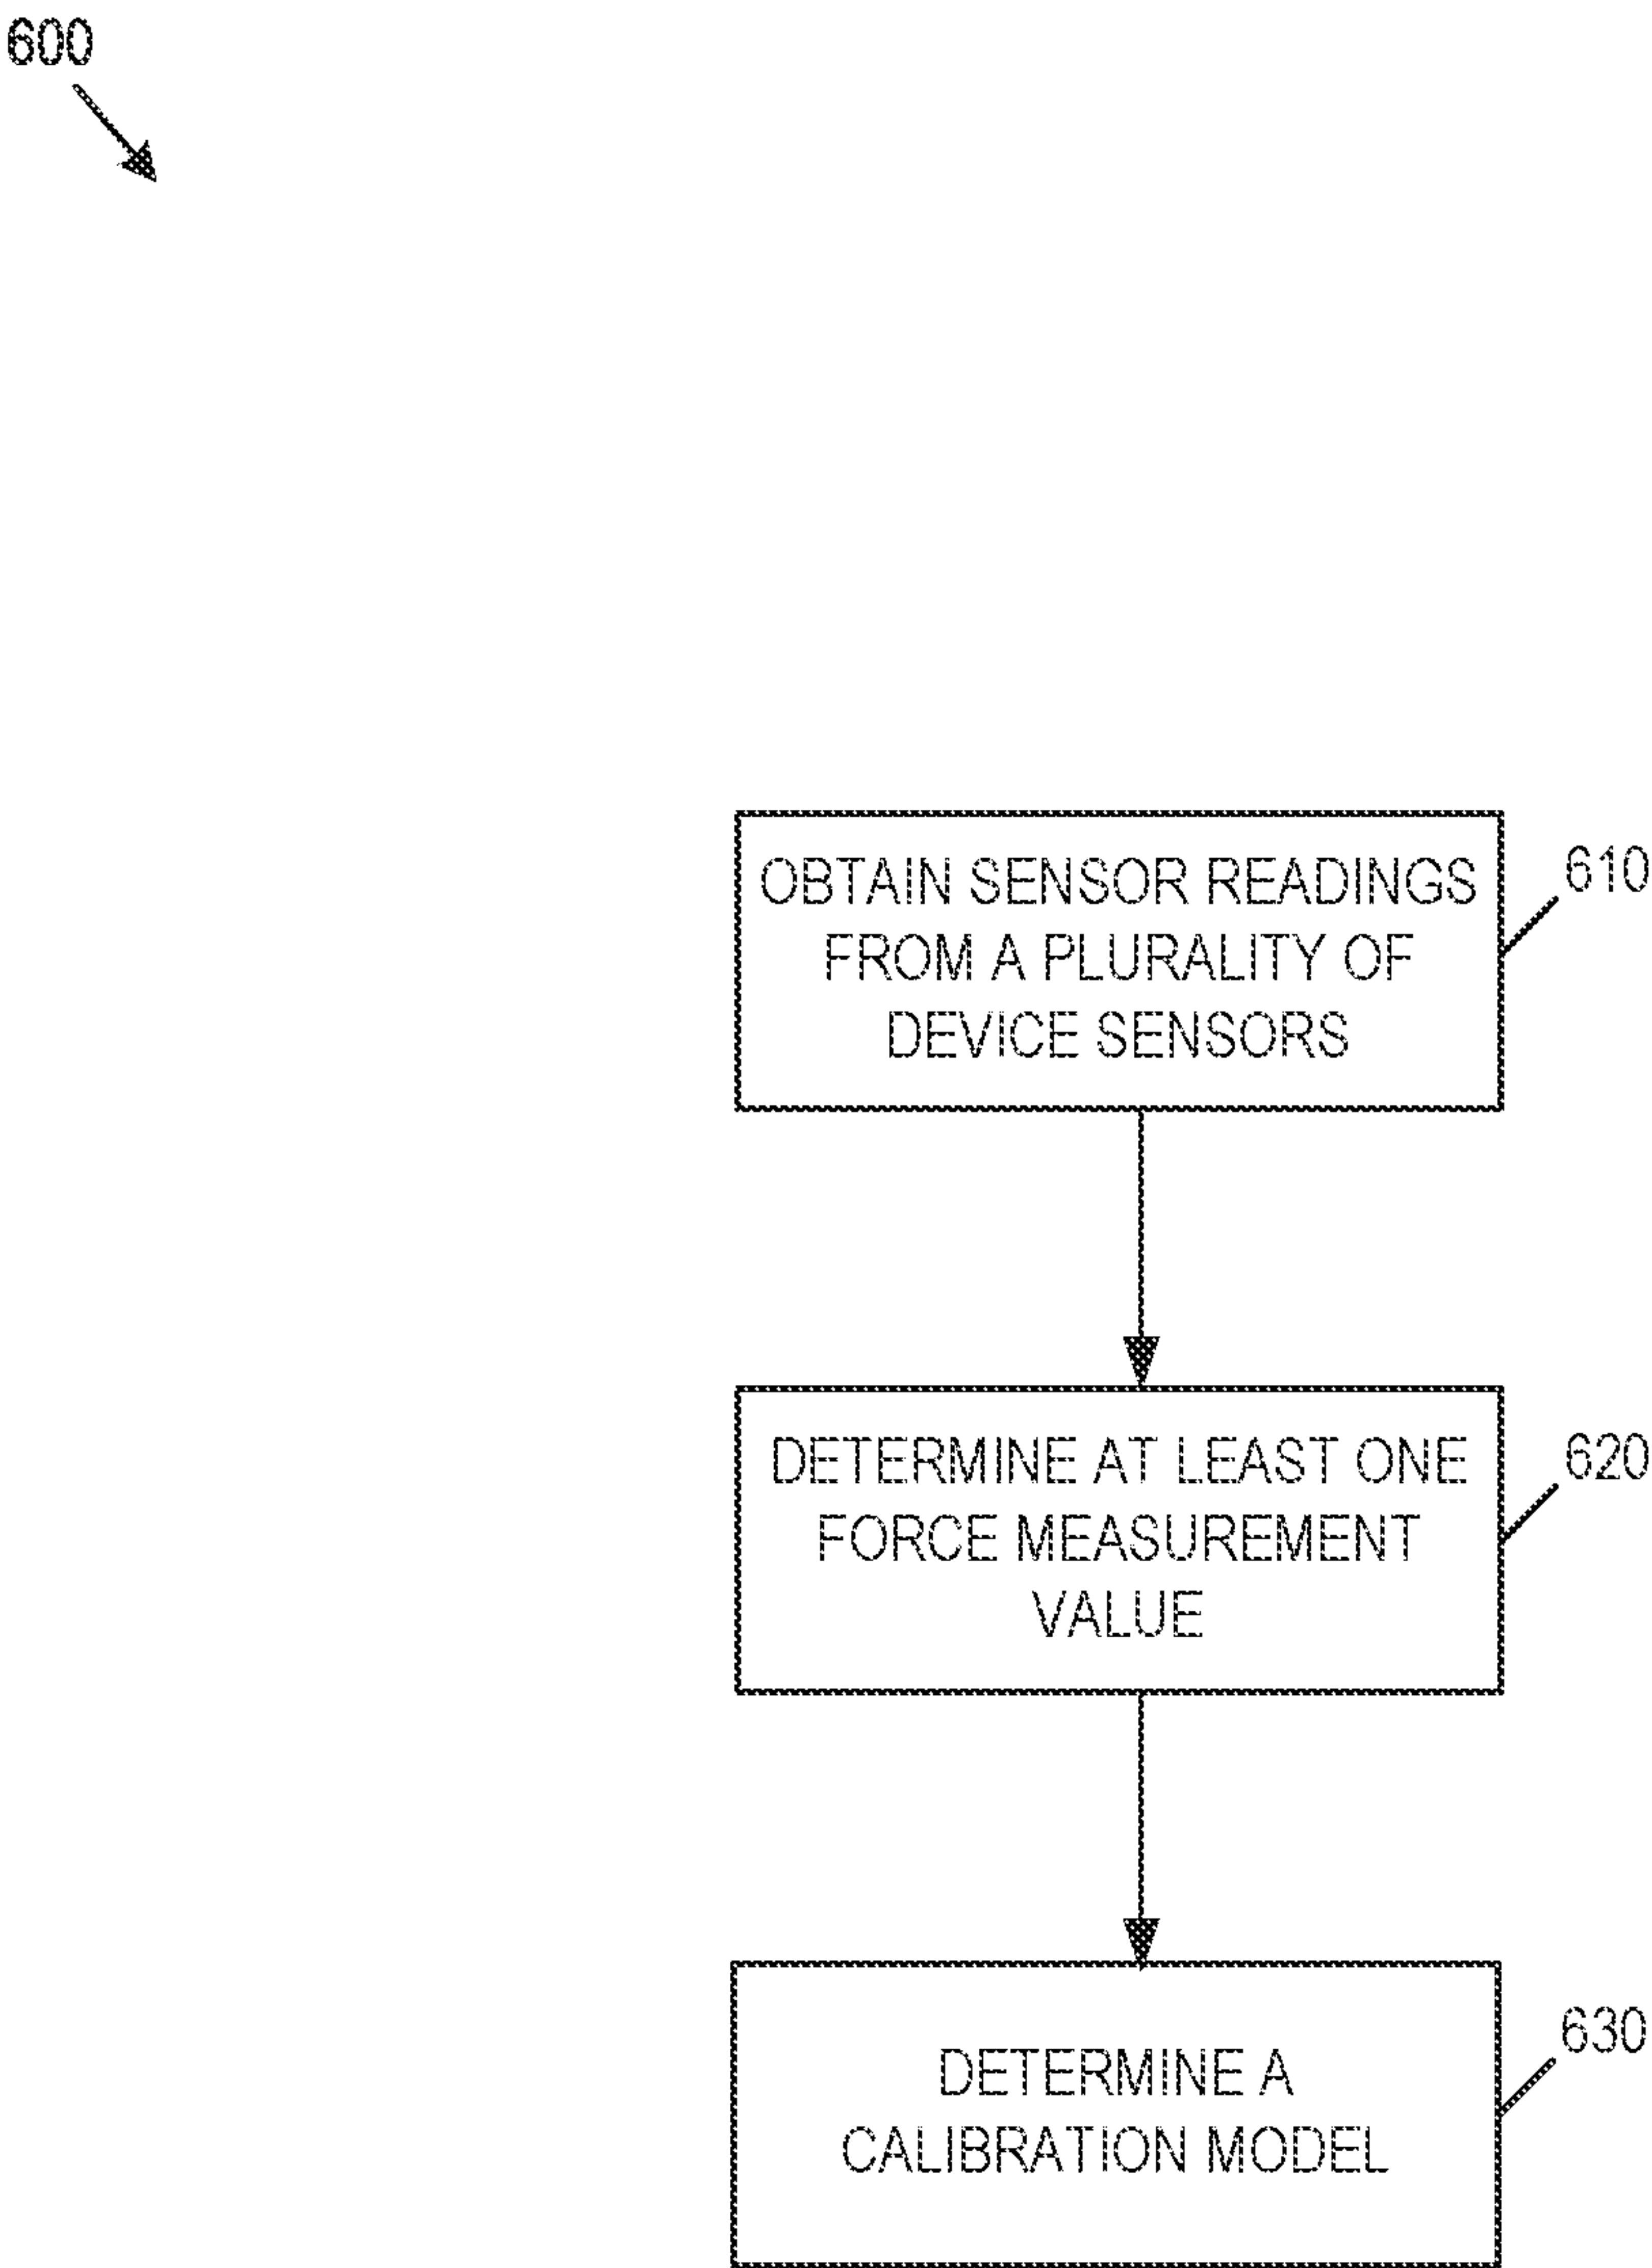 600
OBTAIN SENSOR READINGS
FROM A PLURALITY OF
DEVICE SENSORS
610
DETERMINE AT LEAST ONE
FORCE MEASUREMENT
VALUE
620
DETERMINE A
CALIBRATION MODEL
630